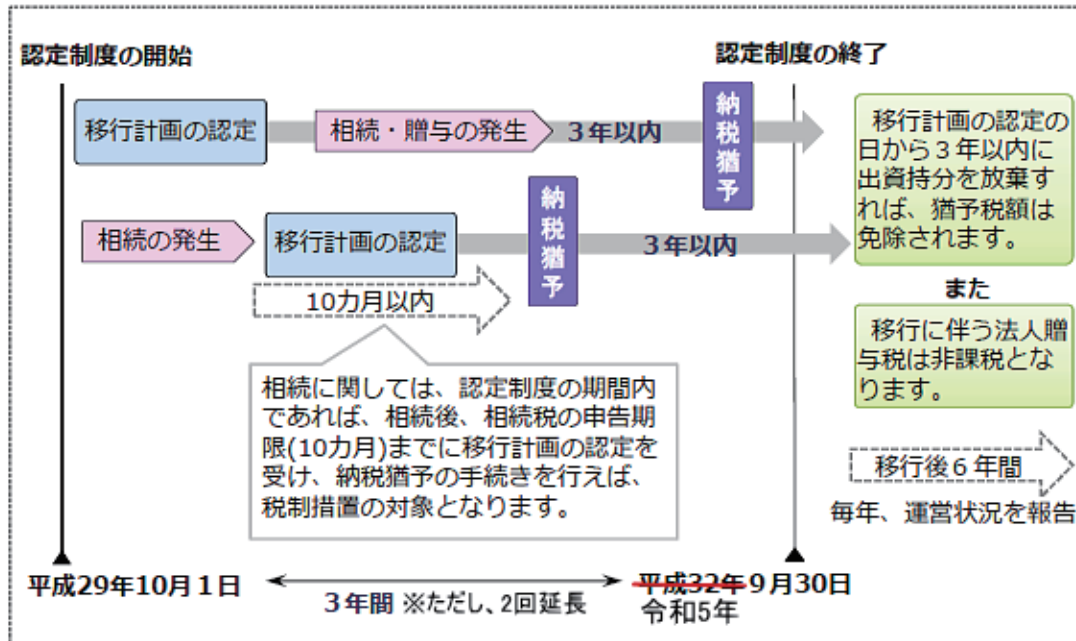 認定制度の開始
認定制度の終了
移行計画の認定
相続・贈与の発生
3年以内
納税猶予
移行計画の認定の
日から3年以内に
出資持分を放棄す
れば、猶予税額は
免除されます。
相続の発生
移行計画の認定
納税猶予
3年以内
10カ月以内
また
移行に伴う法人贈
与税は非課税とな
ります。
相続に関しては、認定制度の期間内
であれば、相続後、相続税の申告期
限(10カ月)までに移行計画の認定を
受け、納税猶予の手続きを行えば、
税制措置の対象となります。
移行後6年間
毎年、運営状況を報告
平成29年10月1日
平成32年9月30日
3年間 ※ただし、2回延長
令和5年